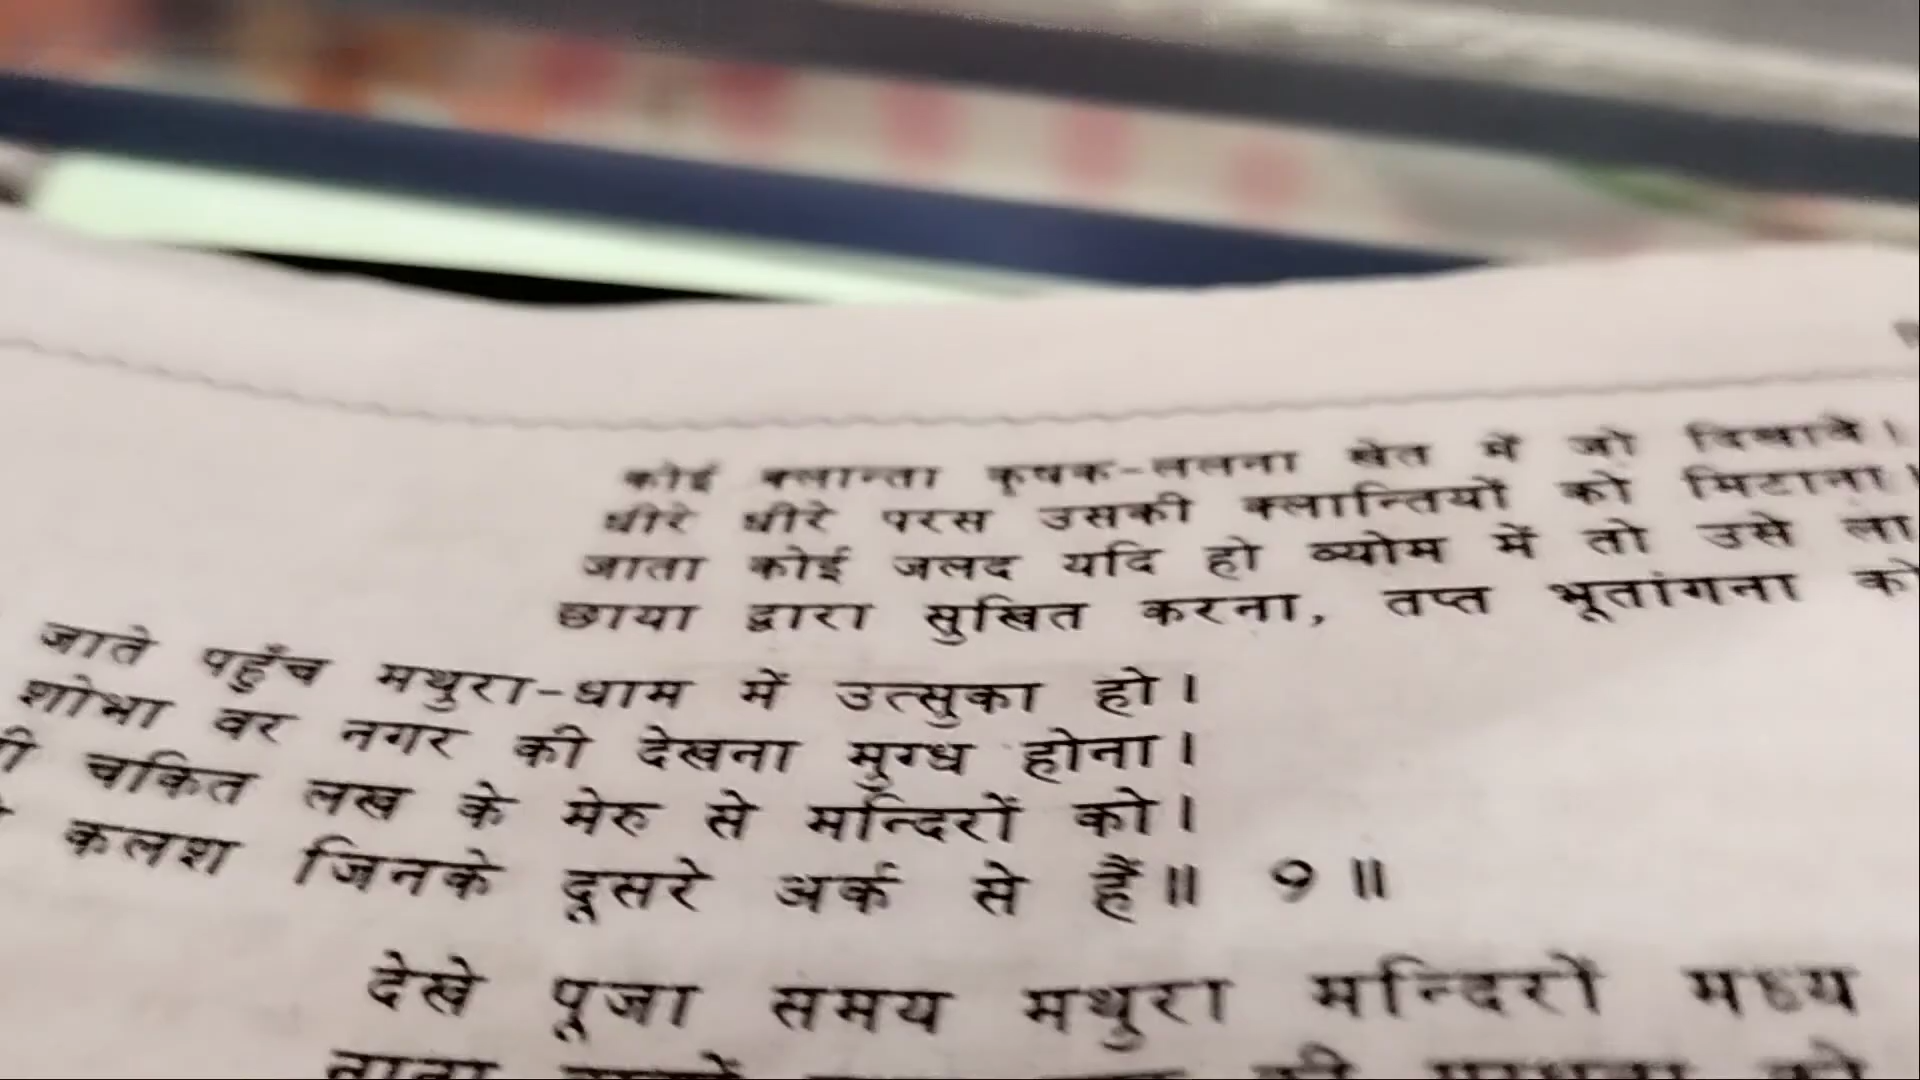 कोई क्लान्ता कृषक-ललना खेत में जो दिखावे।
धीरे धीरे परस उसकी क्लान्तियों को मिटाना।
जाता कोई जलद यदि हो व्योम में तो उसे ला
छाया द्वारा सुखित करना, तप्त भूतांगना को
जाते पहुँच मथुरा-धाम में उत्सुका हो।
शोभा वर नगर की देखना मुग्ध होना।
चकित लख के मेरु से मन्दिरों को।
कलश जिनके दूसरे अर्क से हैं॥ 9 ॥
देखे पूजा समय मथुरा मन्दिरों मध्य